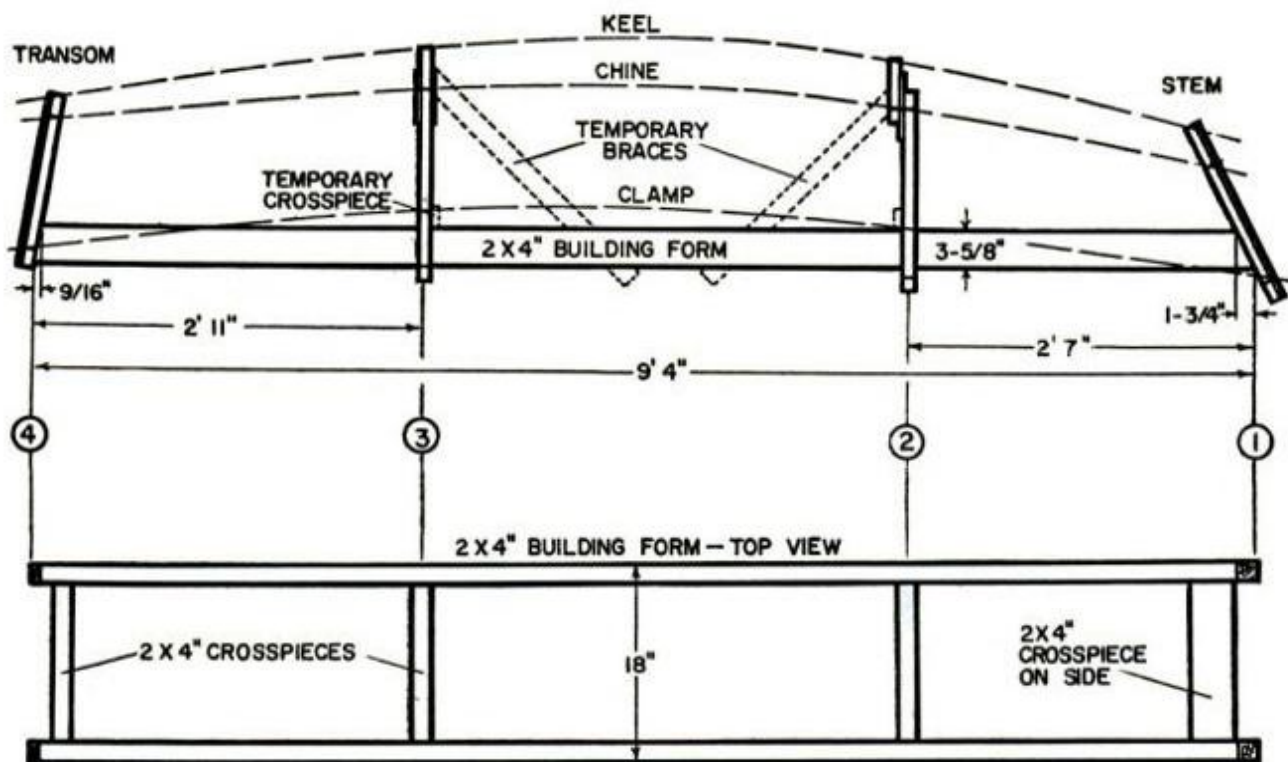 KEEL
TRANSOM
CHINE
STEM
TEMPORARY
BRACES
TEMPORARY
CROSSPIECE
CLAMP
2 X 4" BUILDING FORM
3-5/8"
9/16"
1-3/4"
2' 11"
2' 7"
9' 4"
4
3
2
1
2 X 4" BUILDING FORM — TOP VIEW
2 X 4" CROSSPIECES
18"
2 X 4"
CROSSPIECE
ON SIDE